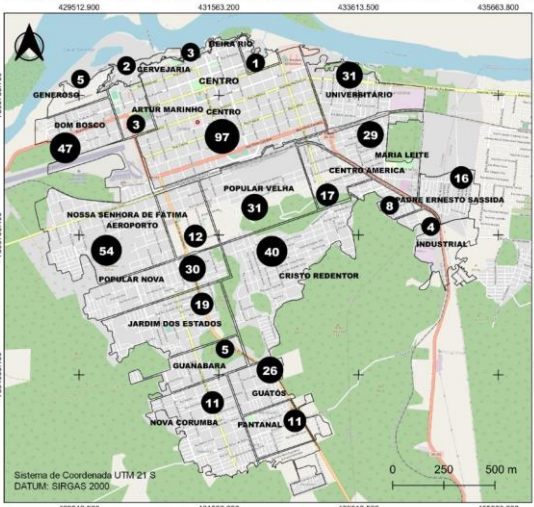 429512.900 431563.200 433613.500 435663.800
BEIRA RIO
3
2
1
CERVEJARIA
5
CENTRO
31
GENEROSO
UNIVERSITÁRIO
ARTUR MARINHO
CENTRO
DOM BOSCO
3
97
29
47
MARIA LEITE
CENTRO AMERICA
16
POPULAR VELHA
17
PADRE ERNESTO SASSIDA
31
8
NOSSA SENHORA DE FÁTIMA
AEROPORTO
4
12
INDUSTRIAL
54
40
30
POPULAR NOVA
CRISTO REDENTOR
19
JARDIM DOS ESTADOS
5
GUANABARA
26
GUATÓS
11
NOVA CORUMBA
PANTANAL
11
Sistema de Coordenada UTM 21 S
DATUM: SIRGAS 2000
0 250 500 m